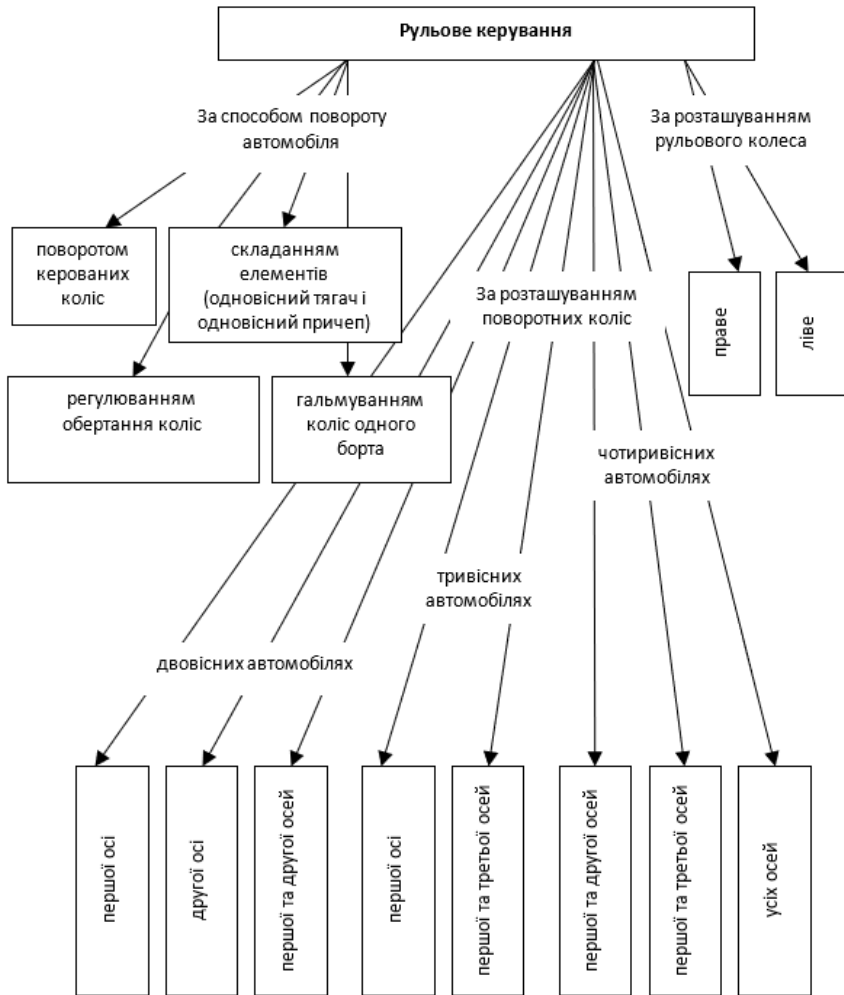 Рульове керування
За способом повороту
автомобіля
За розташуванням
рульового колеса
поворотом
керованих
коліс
складанням
елементів
(одновісний тягач і
одновісний причеп)
За розташуванням
поворотних коліс
праве
ліве
регулюванням
обертання коліс
гальмуванням
коліс одного
борта
чотиривісних
автомобілях
тривісних
автомобілях
двовісних автомобілях
першої осі
другої осі
першої та другої осей
першої осі
першої та третьої осей
першої та другої осей
першої та третьої осей
усіх осей